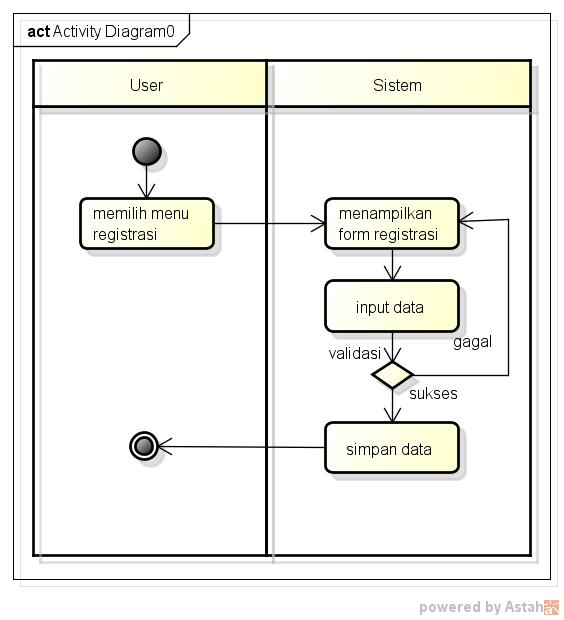 act Activity Diagram0
User
Sistem
memilih menu
registrasi
menampilkan
form registrasi
input data
validasi
gagal
sukses
simpan data
powered by Astah